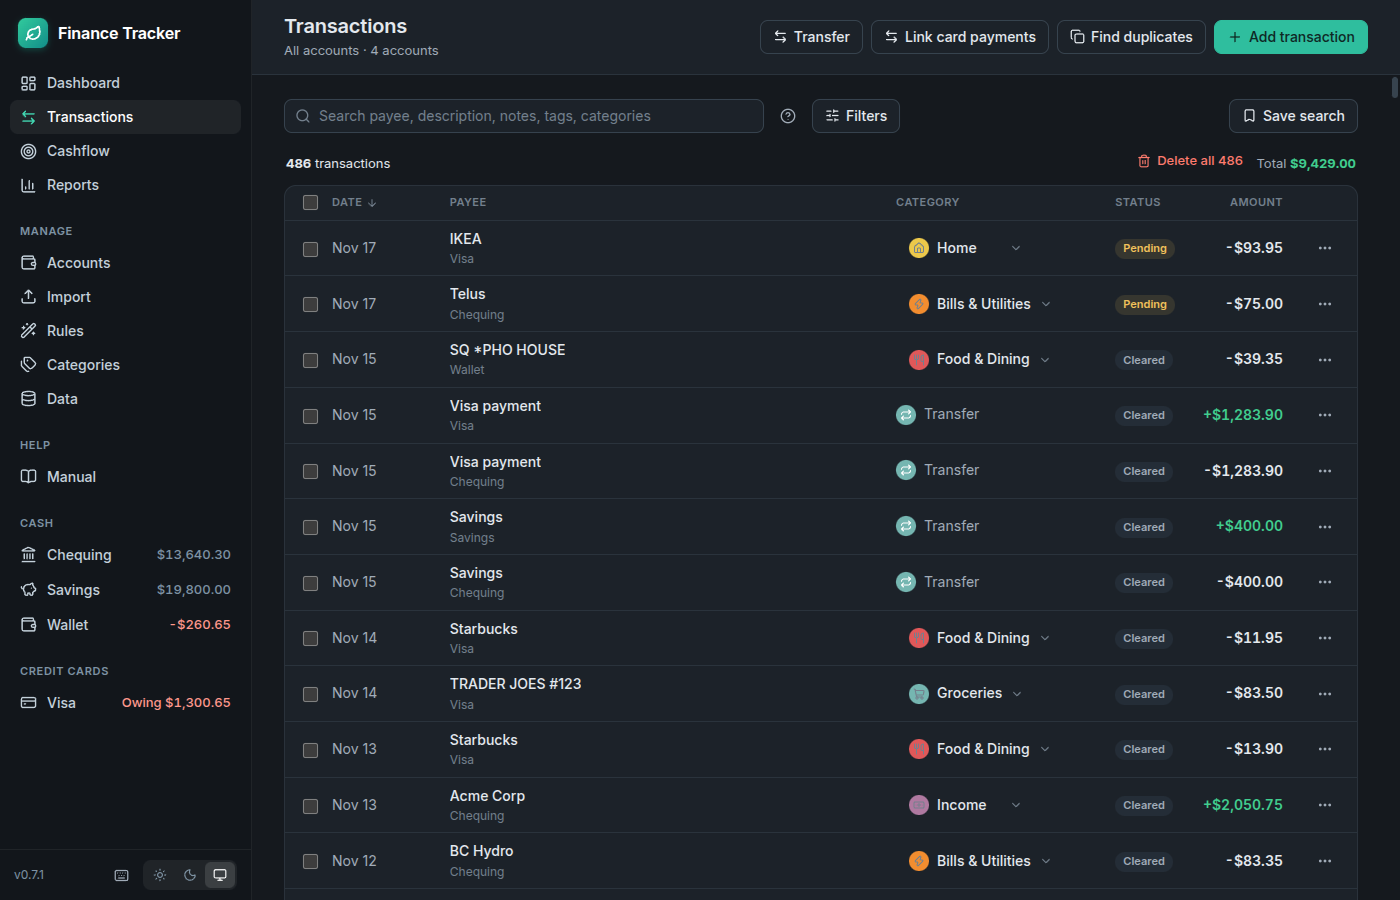 Finance Tracker
Dashboard
Transactions
Cashflow
Reports
MANAGE
Accounts
Import
Rules
Categories
Data
HELP
Manual
CASH
Chequing $13,640.30
Savings $19,800.00
Wallet -$260.65
CREDIT CARDS
Visa Owing $1,300.65
v0.7.1
Transactions
All accounts · 4 accounts
Transfer Link card payments Find duplicates + Add transaction
Search payee, description, notes, tags, categories Filters Save search
486 transactions Delete all 486 Total $9,429.00
DATE ↓ PAYEE CATEGORY STATUS AMOUNT
Nov 17 IKEA Home Pending -$93.95
Visa
Nov 17 Telus Bills & Utilities Pending -$75.00
Chequing
Nov 15 SQ *PHO HOUSE Food & Dining Cleared -$39.35
Wallet
Nov 15 Visa payment Transfer Cleared +$1,283.90
Visa
Nov 15 Visa payment Transfer Cleared -$1,283.90
Chequing
Nov 15 Savings Transfer Cleared +$400.00
Savings
Nov 15 Savings Transfer Cleared -$400.00
Chequing
Nov 14 Starbucks Food & Dining Cleared -$11.95
Visa
Nov 14 TRADER JOES #123 Groceries Cleared -$83.50
Visa
Nov 13 Starbucks Food & Dining Cleared -$13.90
Visa
Nov 13 Acme Corp Income Cleared +$2,050.75
Chequing
Nov 12 BC Hydro Bills & Utilities Cleared -$83.35
Chequing